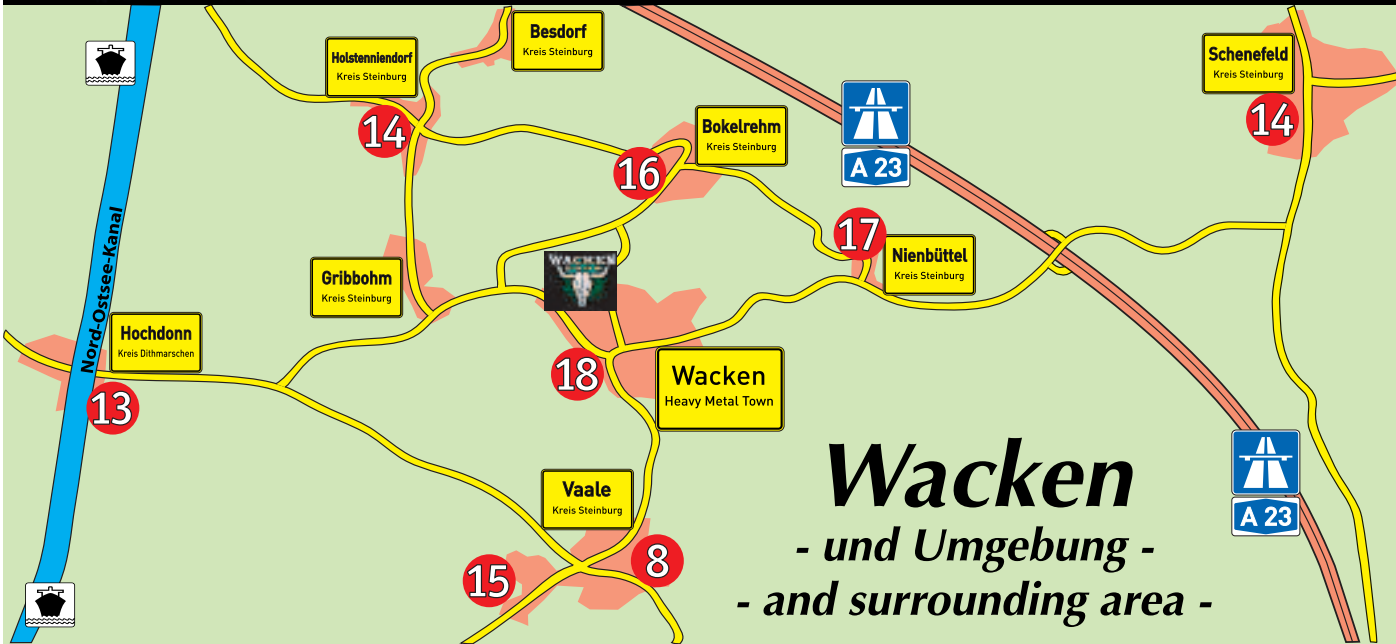 Besdorf
Kreis Steinburg
Holstenniendorf
Kreis Steinburg
Schenefeld
Kreis Steinburg
14
14
Bokelrehm
Kreis Steinburg
16
A 23
17
Nienbüttel
Kreis Steinburg
WACKEN
Gribbohm
Kreis Steinburg
Nord-Ostsee-Kanal
Hochdonn
Kreis Dithmarschen
13
18
Wacken
Heavy Metal Town
Vaale
Kreis Steinburg
15
8
A 23
Wacken
- und Umgebung -
- and surrounding area -